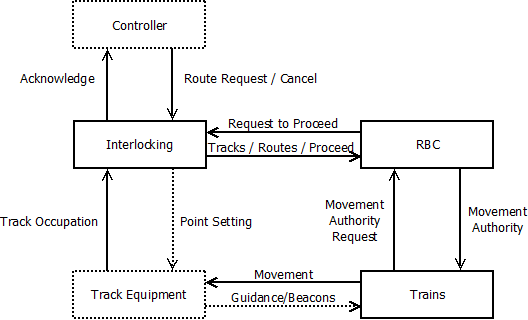 Controller
Acknowledge
Route Request / Cancel
Request to Proceed
Interlocking
Tracks / Routes / Proceed
RBC
Track Occupation
Point Setting
Movement
Authority
Request
Movement
Authority
Movement
Track Equipment
Guidance/Beacons
Trains